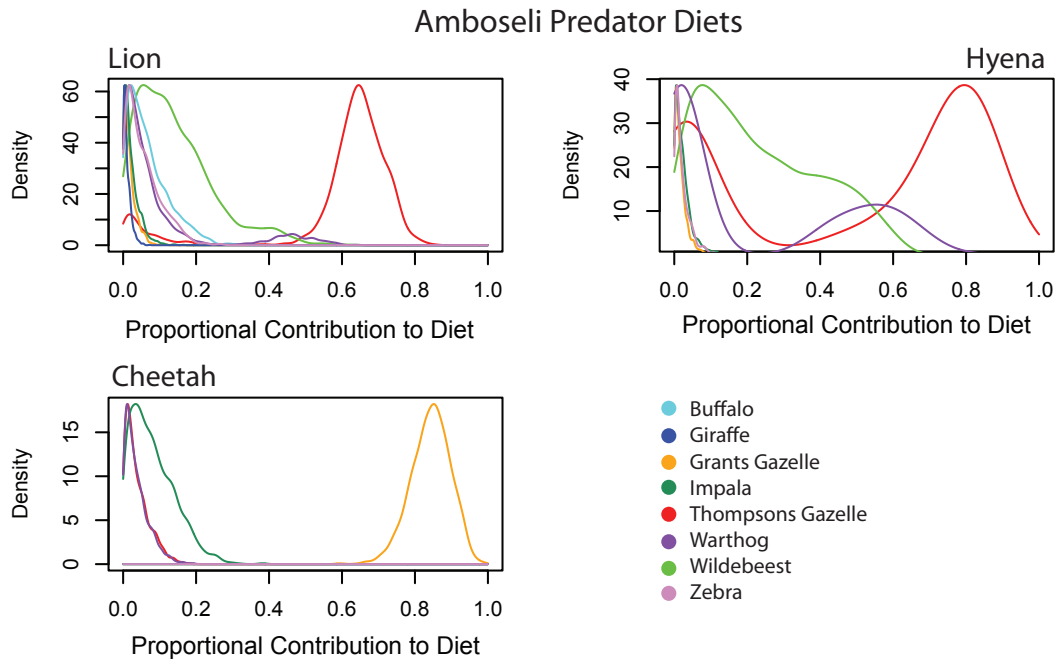 Amboseli Predator Diets
Lion
Density
0
20
40
60
0.0 0.2 0.4 0.6 0.8 1.0
Proportional Contribution to Diet
Hyena
Density
10
20
30
40
0.0 0.2 0.4 0.6 0.8 1.0
Proportional Contribution to Diet
Cheetah
Density
0
5
10
15
0.0 0.2 0.4 0.6 0.8 1.0
Proportional Contribution to Diet
Buffalo
Giraffe
Grants Gazelle
Impala
Thompsons Gazelle
Warthog
Wildebeest
Zebra